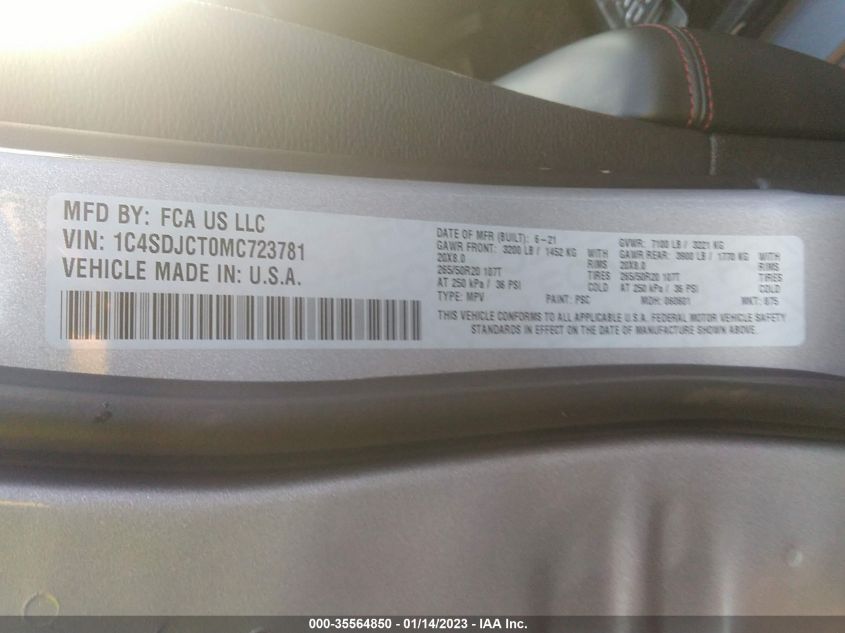 MFD BY: FCA US LLC
VIN: 1C4SDJCT0MC723781
VEHICLE MADE IN: U.S.A.
DATE OF MFR (BUILT): 6-21 GVWR: 7100 LB / 3221 KG
GAWR FRONT: 3200 LB / 1452 KG WITH GAWR REAR: 3900 LB / 1770 KG WITH
20X8.0 RIMS 20X8.0 RIMS
265/50R20 107T TIRES 265/50R20 107T TIRES
AT 250 kPa / 36 PSI COLD AT 250 kPa / 36 PSI COLD
TYPE: MPV PAINT: PSC MDH: 060601 WKT: 875
THIS VEHICLE CONFORMS TO ALL APPLICABLE U.S.A. FEDERAL MOTOR VEHICLE SAFETY
STANDARDS IN EFFECT ON THE DATE OF MANUFACTURE SHOWN ABOVE.
000-35564850 - 01/14/2023 - IAA Inc.